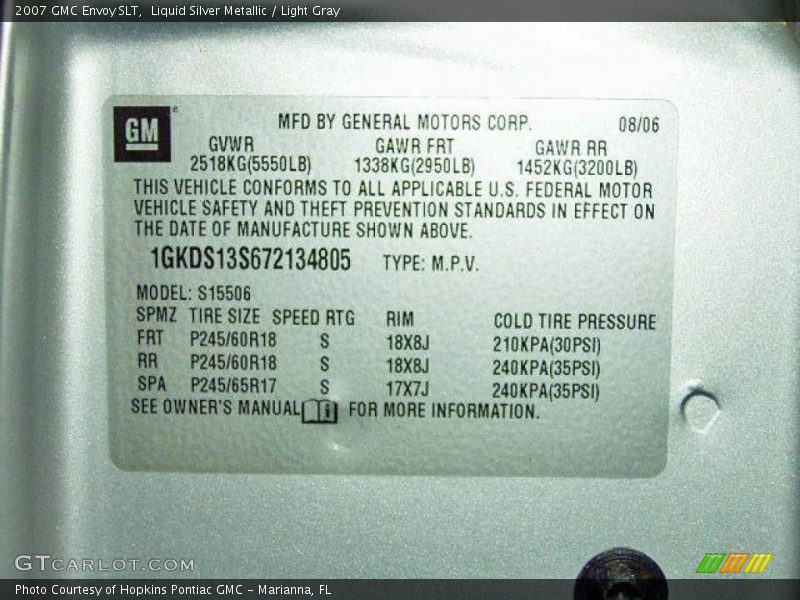 2007 GMC Envoy SLT, Liquid Silver Metallic / Light Gray
GM
MFD BY GENERAL MOTORS CORP. 08/06
GVWR GAWR FRT GAWR RR
2518KG(5550LB) 1338KG(2950LB) 1452KG(3200LB)
THIS VEHICLE CONFORMS TO ALL APPLICABLE U.S. FEDERAL MOTOR
VEHICLE SAFETY AND THEFT PREVENTION STANDARDS IN EFFECT ON
THE DATE OF MANUFACTURE SHOWN ABOVE.
1GKDS13S672134805 TYPE: M.P.V.
MODEL: S15506
SPMZ TIRE SIZE SPEED RTG RIM COLD TIRE PRESSURE
FRT P245/60R18 S 18X8J 210KPA(30PSI)
RR P245/60R18 S 18X8J 240KPA(35PSI)
SPA P245/65R17 S 17X7J 240KPA(35PSI)
SEE OWNER'S MANUAL i FOR MORE INFORMATION.
GTCARLOT.COM
Photo Courtesy of Hopkins Pontiac GMC - Marianna, FL